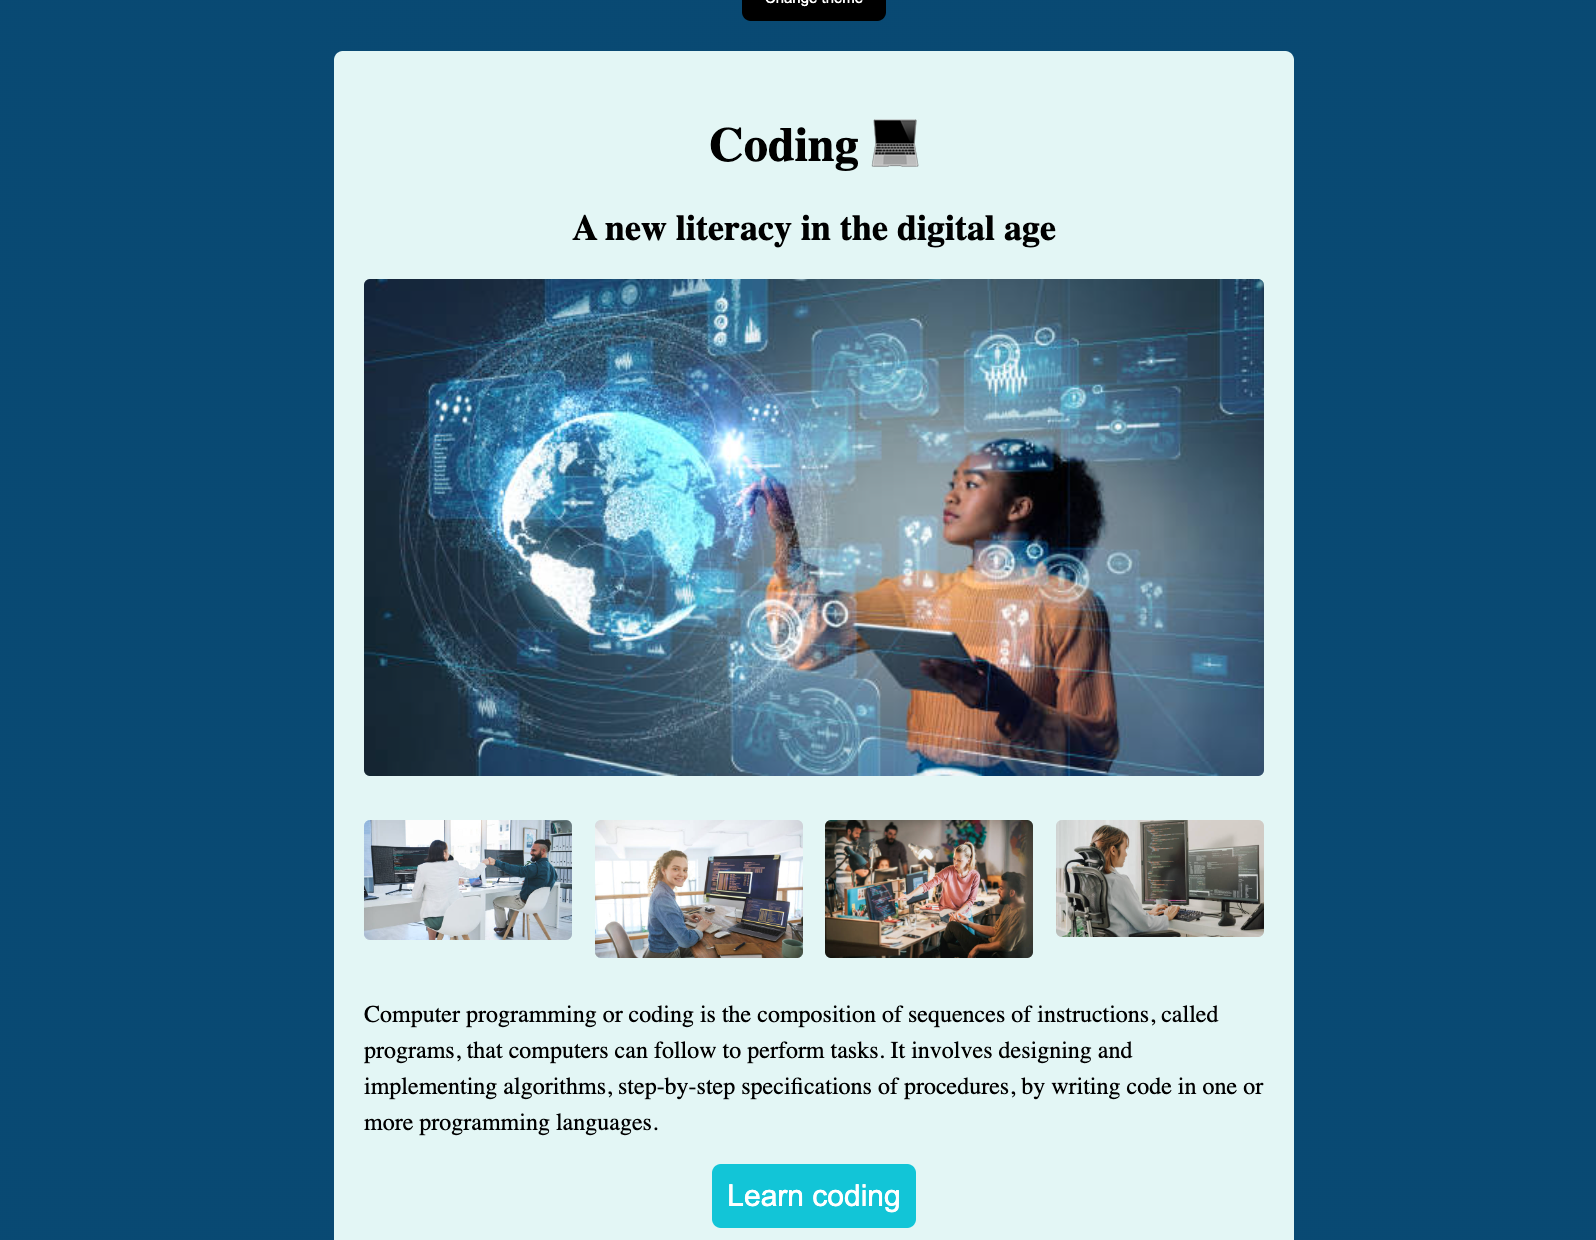 Change theme
Coding
A new literacy in the digital age
Computer programming or coding is the composition of sequences of instructions, called
programs, that computers can follow to perform tasks. It involves designing and
implementing algorithms, step-by-step specifications of procedures, by writing code in one or
more programming languages.
Learn coding